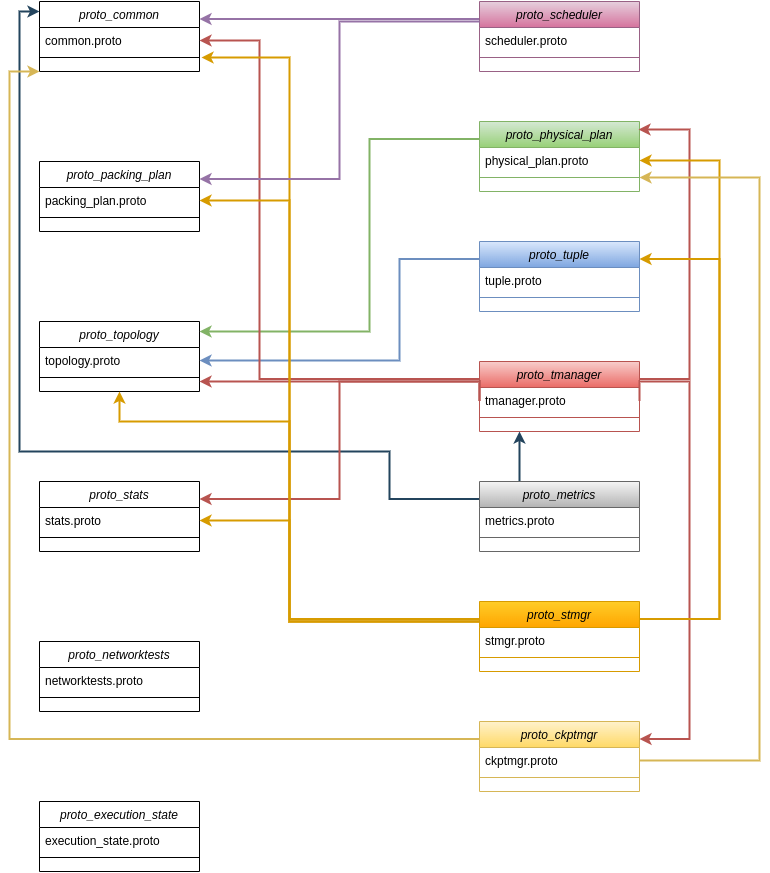 proto_common
common.proto
proto_scheduler
scheduler.proto
proto_physical_plan
physical_plan.proto
proto_packing_plan
packing_plan.proto
proto_tuple
tuple.proto
proto_topology
topology.proto
proto_tmanager
tmanager.proto
proto_stats
stats.proto
proto_metrics
metrics.proto
proto_stmgr
stmgr.proto
proto_networktests
networktests.proto
proto_ckptmgr
ckptmgr.proto
proto_execution_state
execution_state.proto